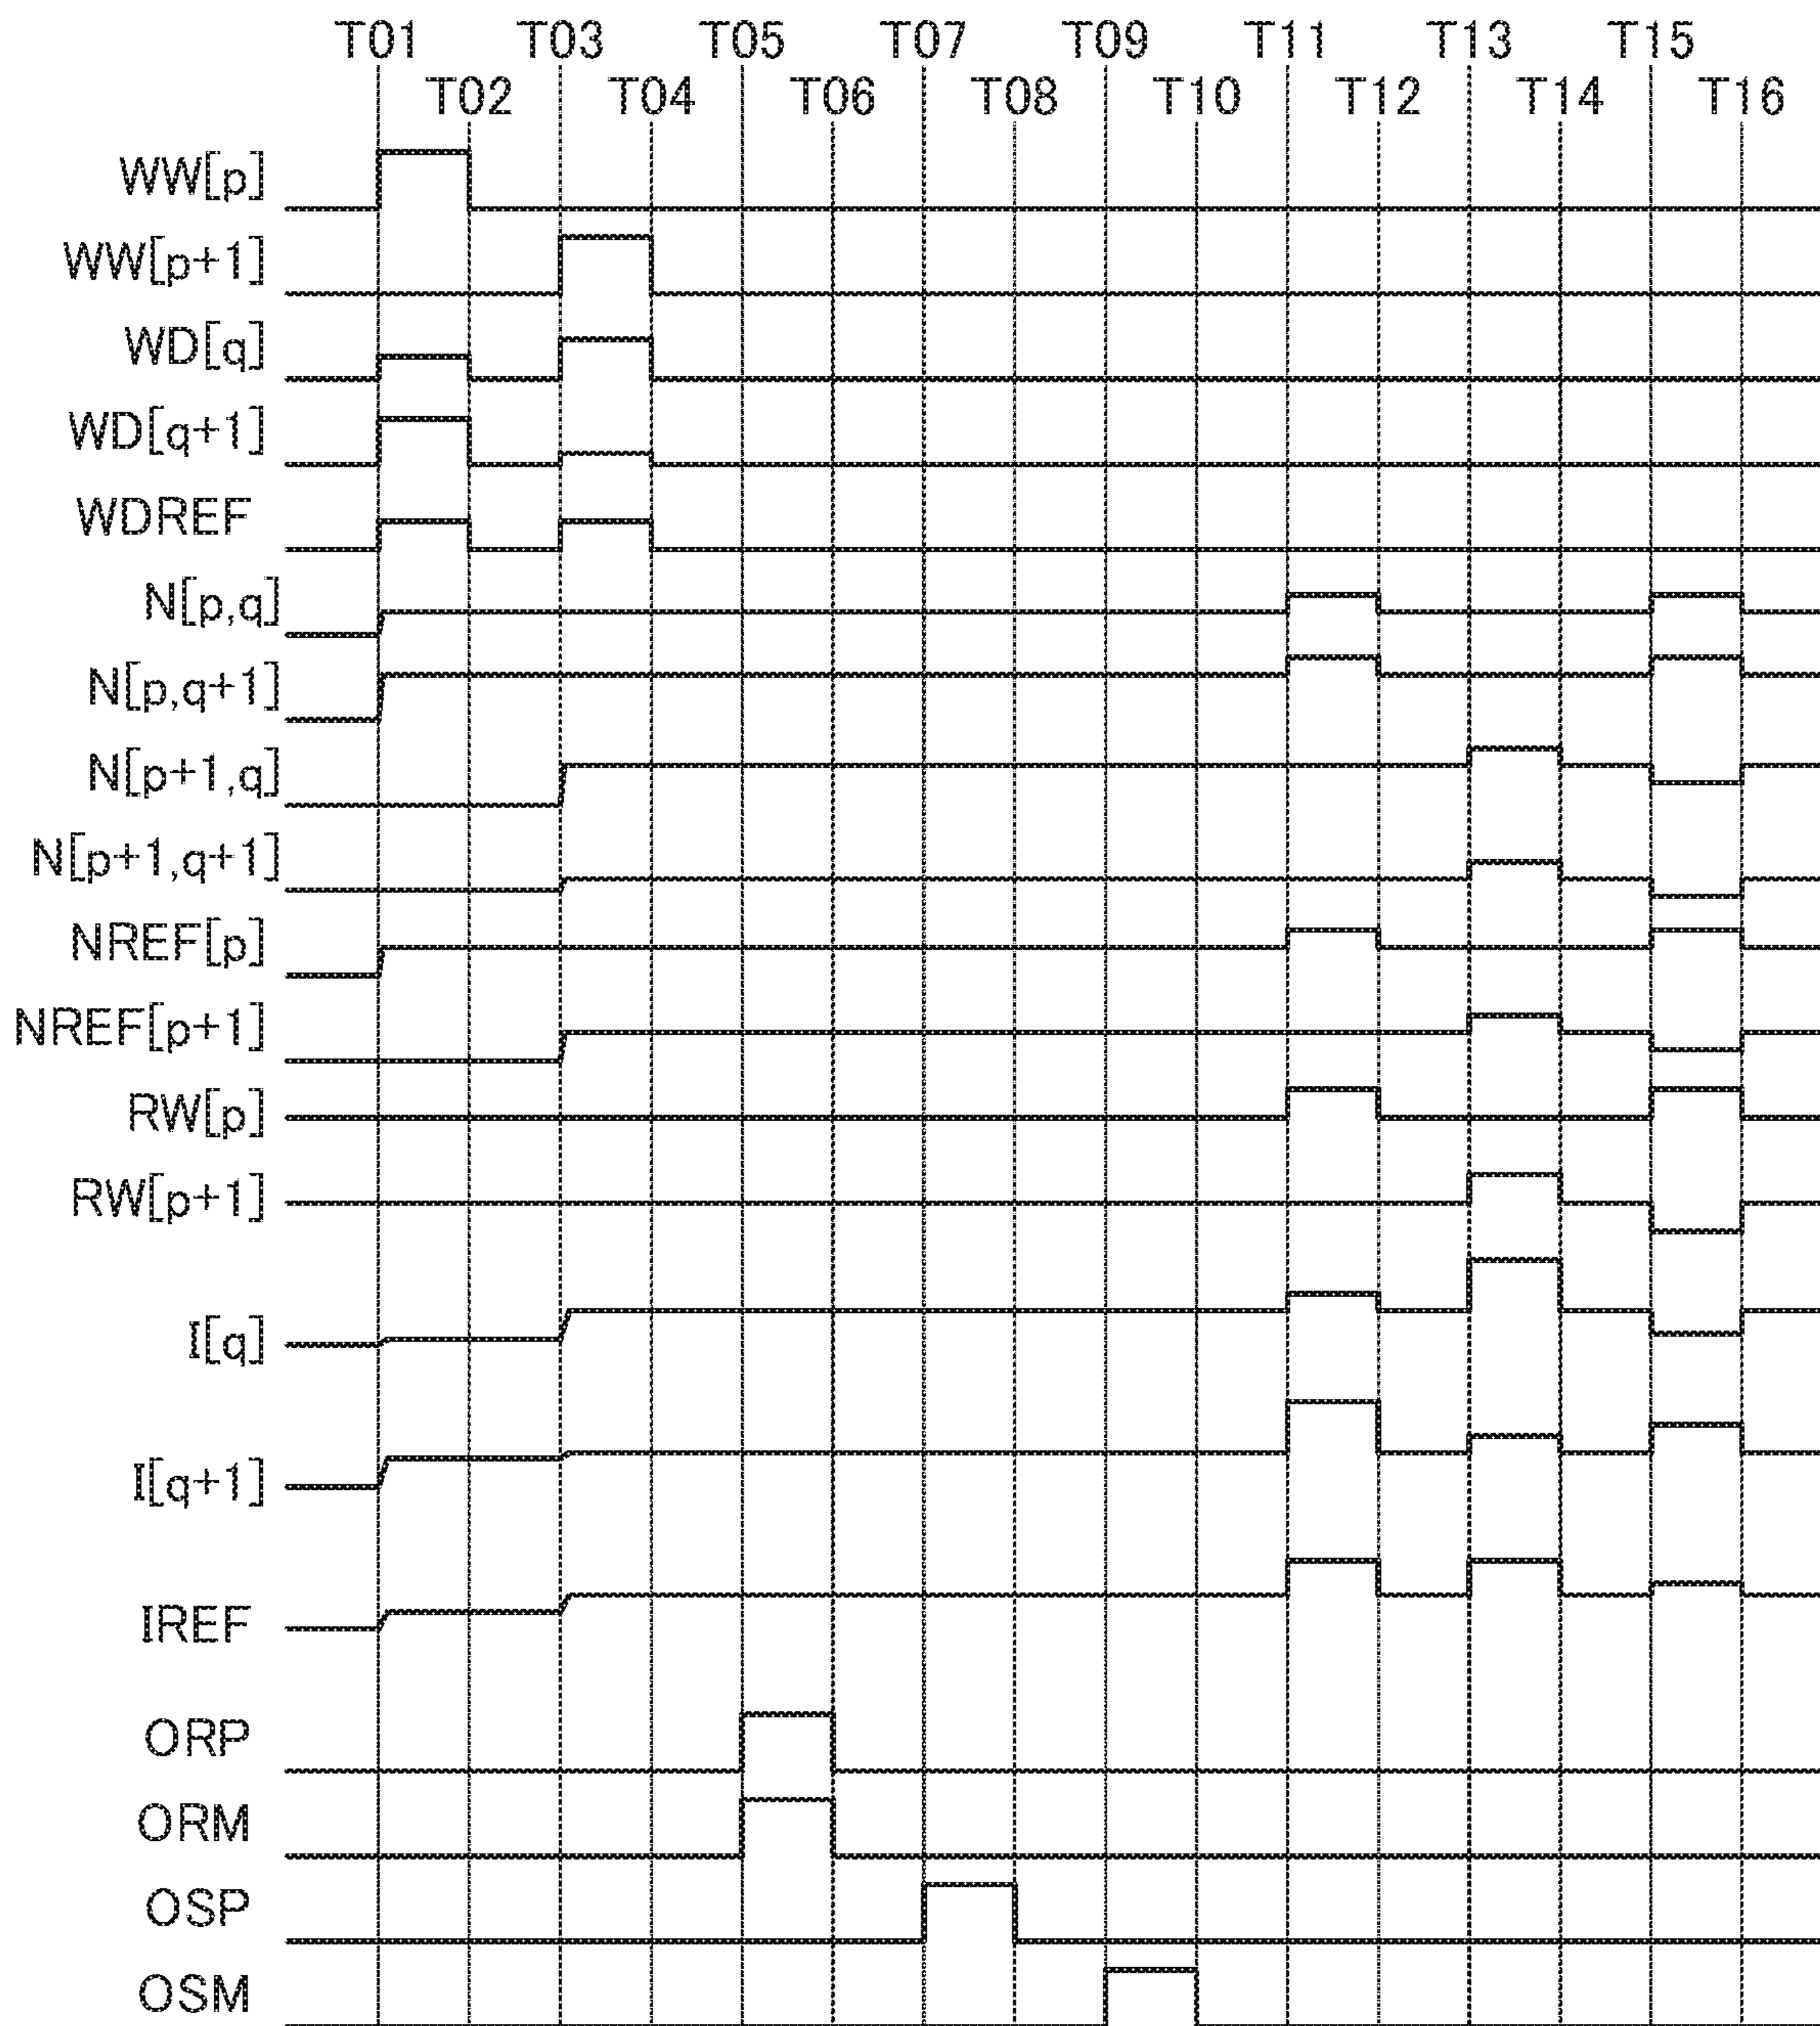 T01 T03 T05 T07 T09 T11 T13 T15
T02 T04 T06 T08 T10 T12 T14 T16
WW[p]
WW[p+1]
WD[q]
WD[q+1]
WDREF
N[p,q]
N[p,q+1]
N[p+1,q]
N[p+1,q+1]
NREF[p]
NREF[p+1]
RW[p]
RW[p+1]
I[q]
I[q+1]
IREF
ORP
ORM
OSP
OSM